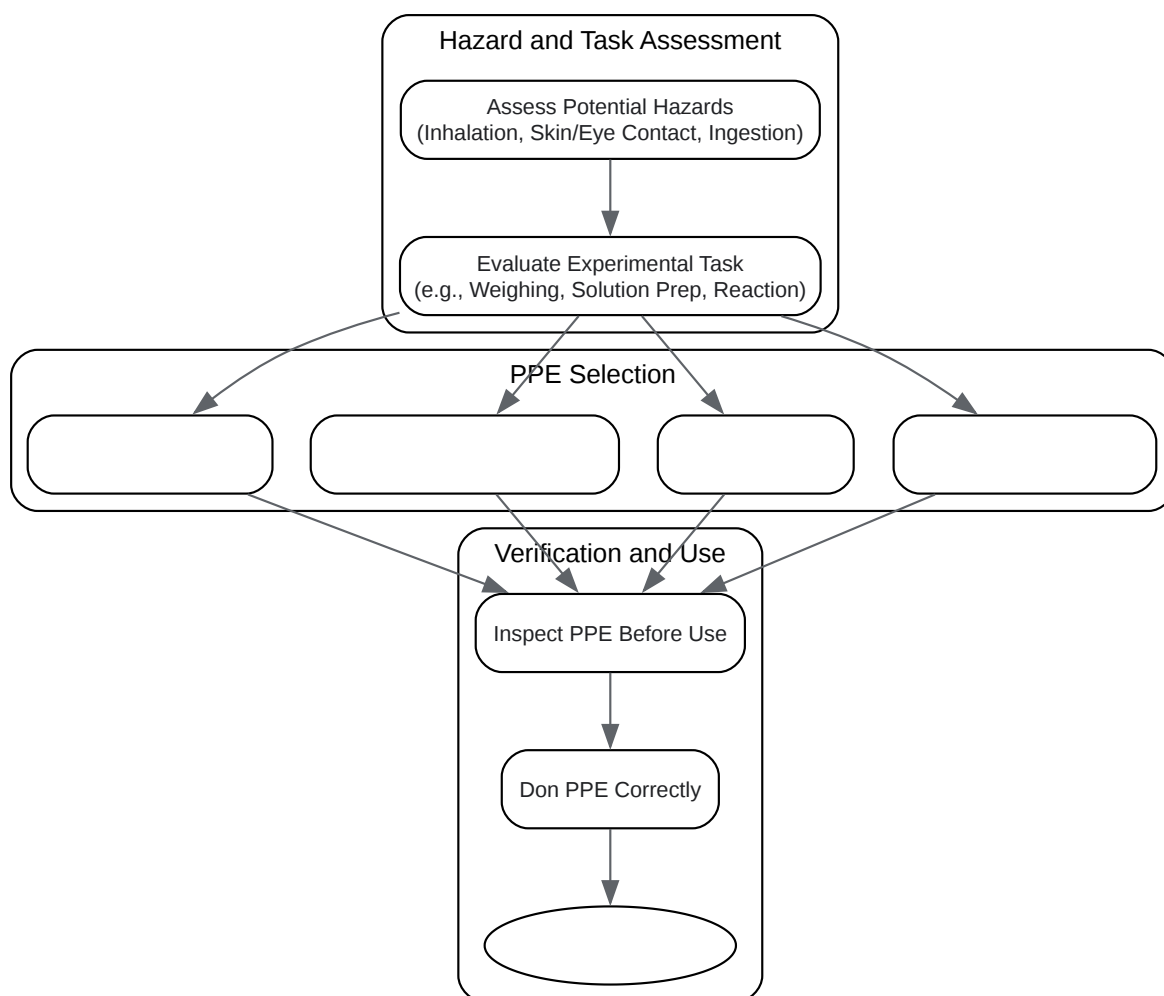 Hazard and Task Assessment
Assess Potential Hazards
(Inhalation, Skin/Eye Contact, Ingestion)
Evaluate Experimental Task
(e.g., Weighing, Solution Prep, Reaction)
PPE Selection
Verification and Use
Inspect PPE Before Use
Don PPE Correctly